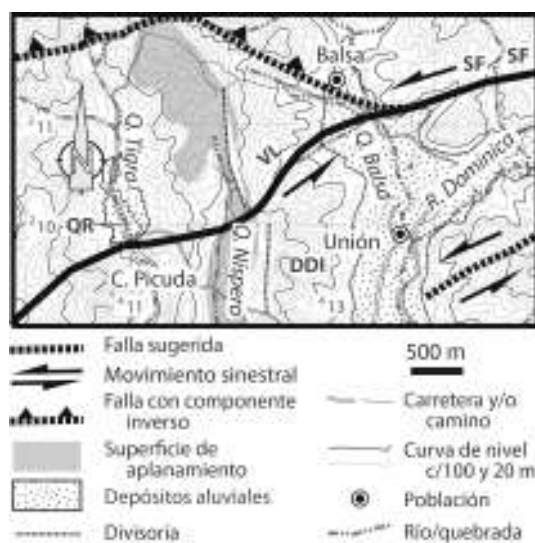 Balsa
SF
SF
11
Q. Tigra
VL
Q. Balsa
R. Dominica
10
QR
Unión
Q. Níspero
DDI
C. Picuda
11
13
Falla sugerida
500 m
Movimiento sinestral
Falla con componente
inverso
Carretera y/o
camino
Superficie de
aplanamiento
Curva de nivel
c/100 y 20 m
Depósitos aluviales
Población
Divisoria
Río/quebrada